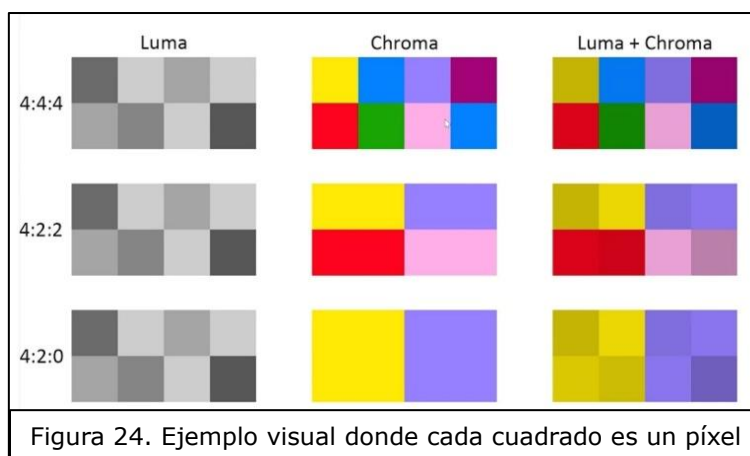 Luma Chroma Luma + Chroma
4:4:4
4:2:2
4:2:0
Figura 24. Ejemplo visual donde cada cuadrado es un píxel